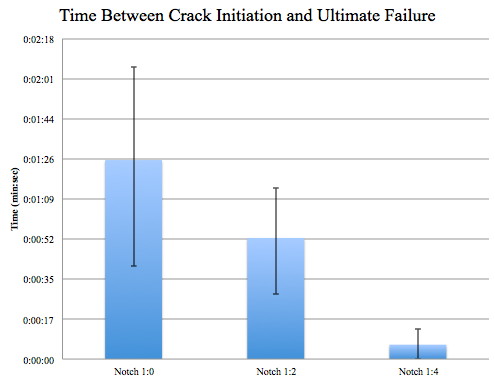 Time Between Crack Initiation and Ultimate Failure
0:02:18
0:02:01
0:01:44
0:01:26
0:01:09
0:00:52
0:00:35
0:00:17
0:00:00
Time (min:sec)
Notch 1:0
Notch 1:2
Notch 1:4